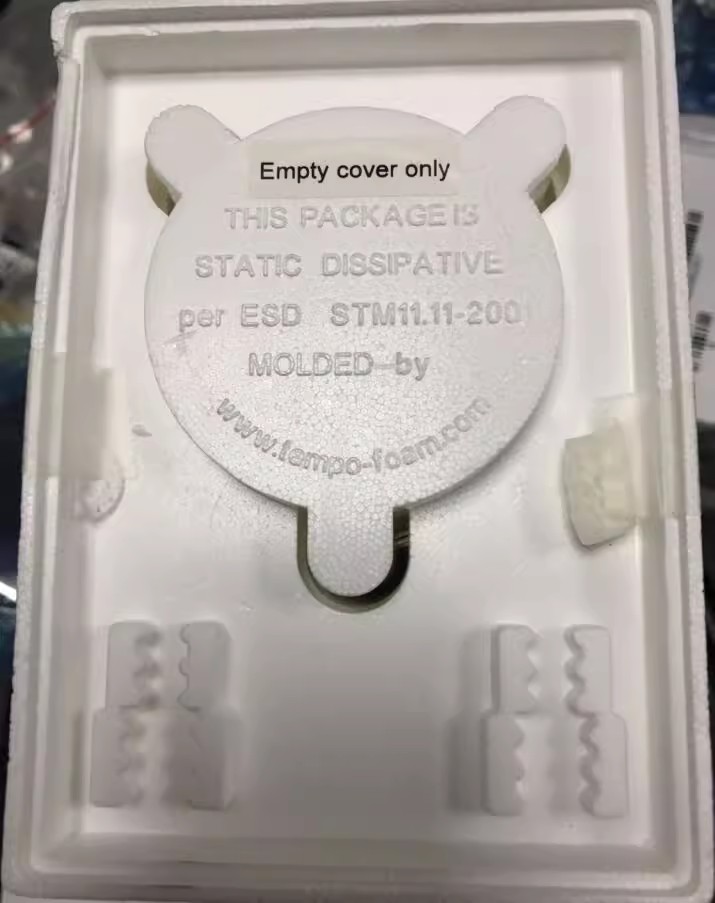 Empty cover only
THIS PACKAGE IS
STATIC DISSIPATIVE
per ESD STM11.11-200
MOLDED by
www.tempo-foam.com